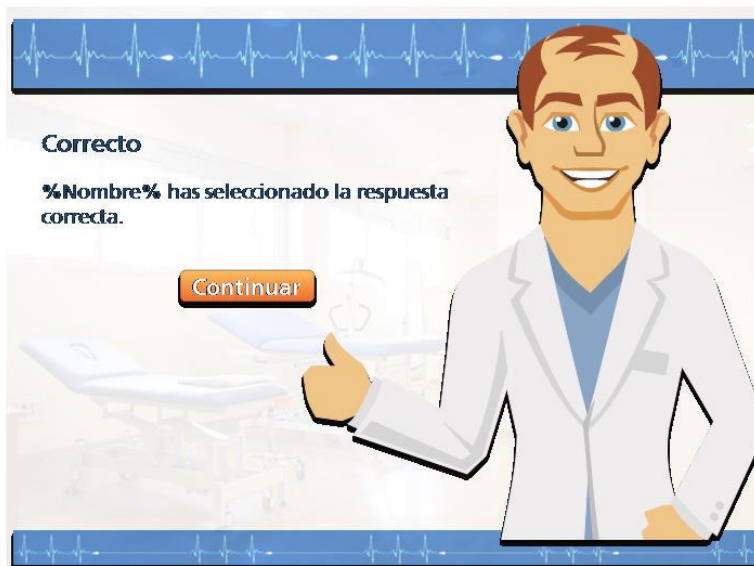 Correcto
%Nombre% has seleccionado la respuesta
correcta.
Continuar